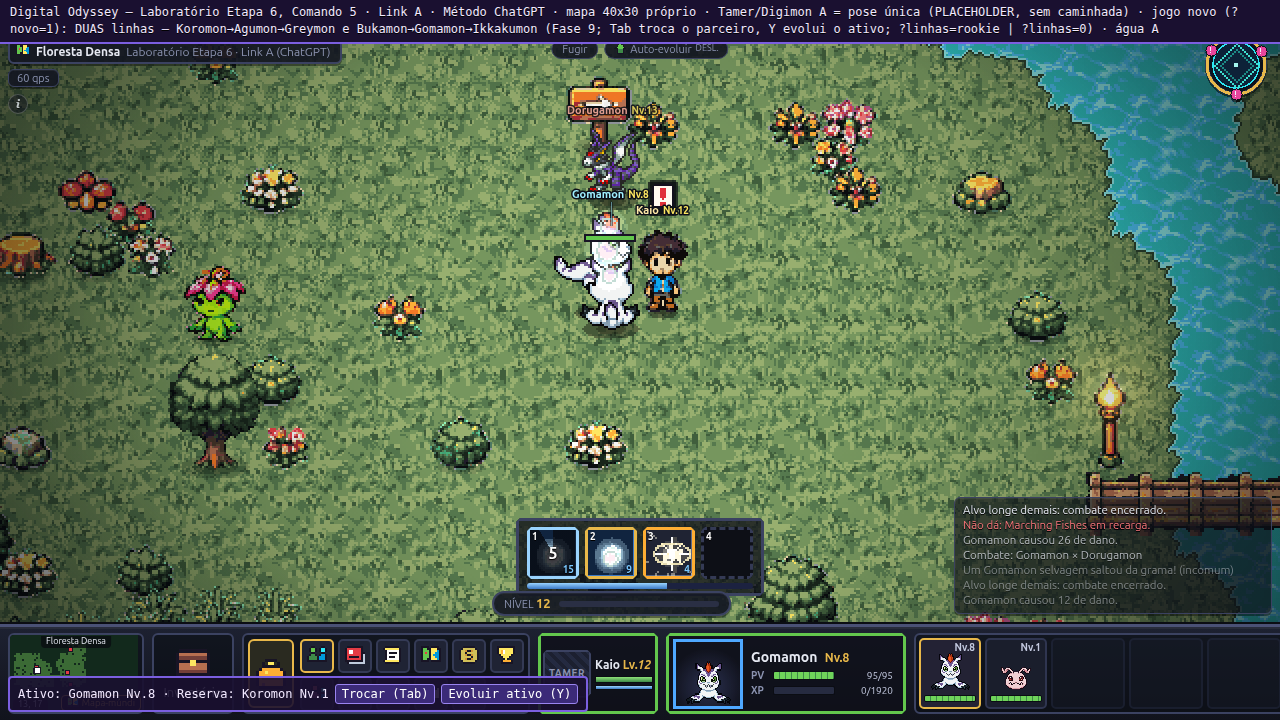 Digital Odyssey — Laboratório Etapa 6, Comando 5 · Link A · Método ChatGPT · mapa 40x30 próprio · Tamer/Digimon A = pose única (PLACEHOLDER, sem caminhada) · jogo novo (?
novo=1): DUAS linhas — Koromon→Agumon→Greymon e Bukamon→Gomamon→Ikkakumon (Fase 9; Tab troca o parceiro, Y evolui o ativo; ?linhas=rookie | ?linhas=0) · água A
Floresta Densa Laboratório Etapa 6 · Link A (ChatGPT)
Fugir
Auto-evoluir DESL.
60 qps
i
Dorugamon Nv.13
Gomamon Nv.8
Kaio Nv.12
Alvo longe demais: combate encerrado.
Não dá: Marching Fishes em recarga.
Gomamon causou 26 de dano.
Combate: Gomamon × Dorugamon
Um Gomamon selvagem saltou da grama! (incomum)
Alvo longe demais: combate encerrado.
Gomamon causou 12 de dano.
1 5 15
2 9
3 4
4
NÍVEL 12
Floresta Densa
TAMER
Kaio Lv.12
Gomamon Nv.8
PV 95/95
XP 0/1920
Nv.8
Nv.1
Ativo: Gomamon Nv.8 · Reserva: Koromon Nv.1 Trocar (Tab) Evoluir ativo (Y)